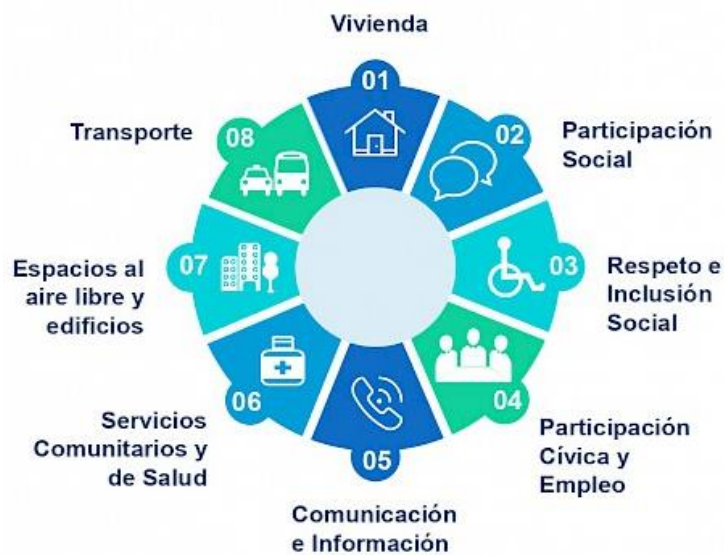 Vivienda
01
02
Participación
Social
03
Respeto e
Inclusión
Social
04
Participación
Cívica y
Empleo
05
Comunicación
e Información
06
Servicios
Comunitarios y
de Salud
07
Espacios al
aire libre y
edificios
08
Transporte